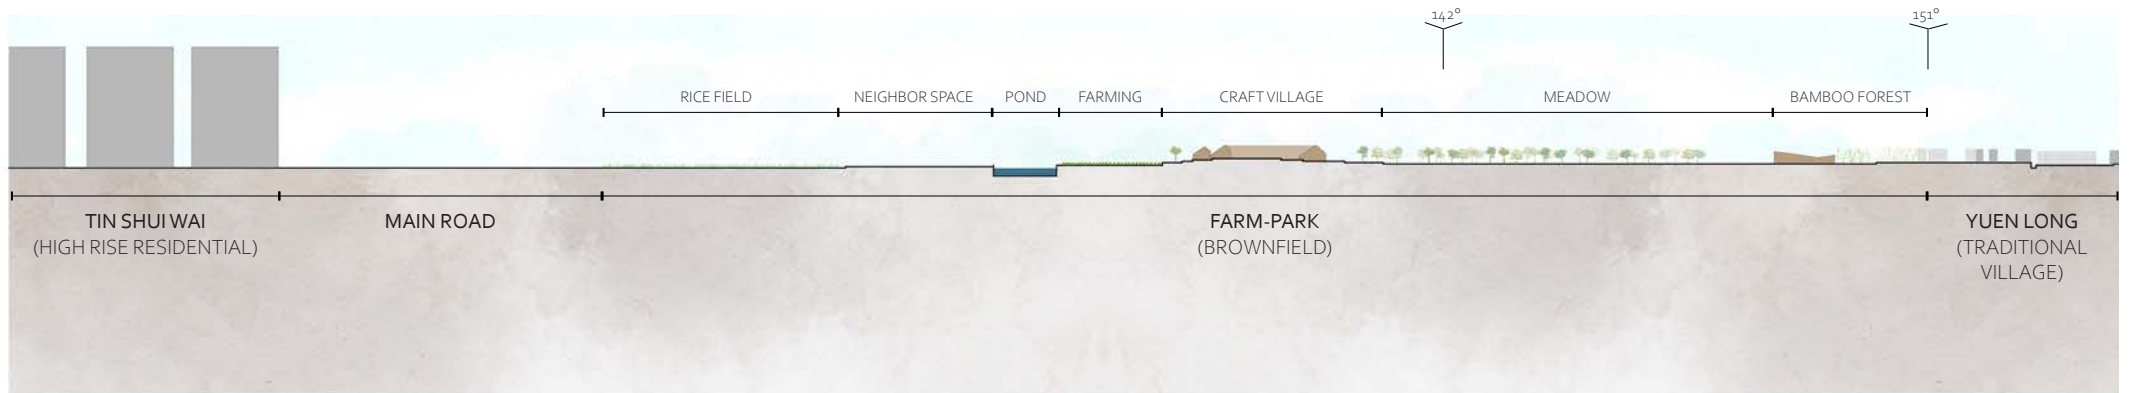 142° 151°
RICE FIELD NEIGHBOR SPACE POND FARMING CRAFT VILLAGE MEADOW BAMBOO FOREST
TIN SHUI WAI
(HIGH RISE RESIDENTIAL)
MAIN ROAD
FARM-PARK
(BROWNFIELD)
YUEN LONG
(TRADITIONAL
VILLAGE)